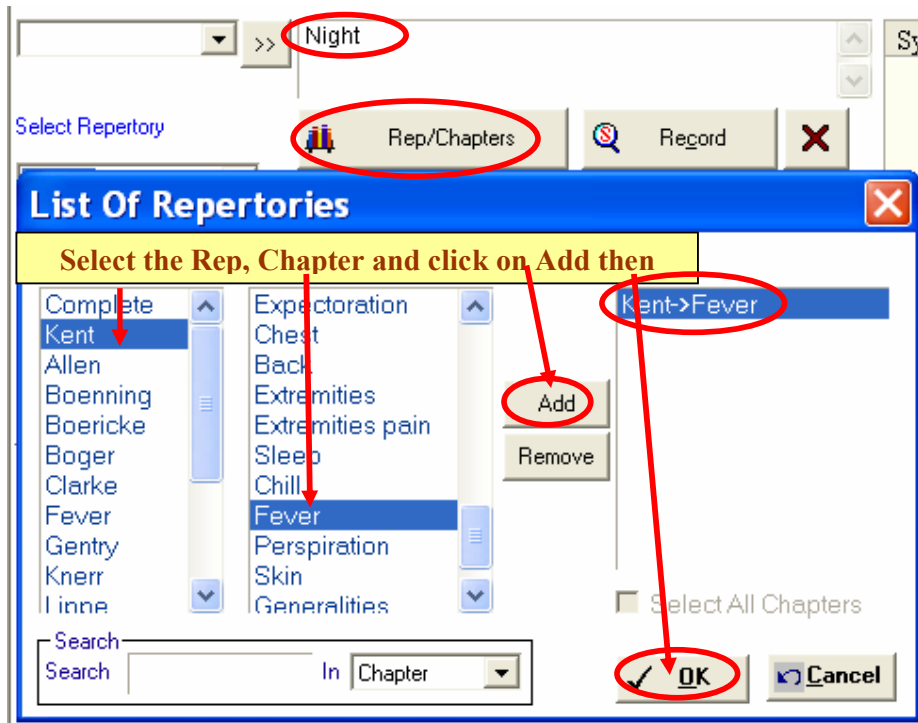 Night
>>
Sy
Select Repertory
Rep/Chapters
Record
List Of Repertories
Select the Rep, Chapter and click on Add then
Complete
Kent
Allen
Boenning
Boericke
Boger
Clarke
Fever
Gentry
Knerr
Lippe
Expectoration
Chest
Back
Extremities
Extremities pain
Sleep
Chill
Fever
Perspiration
Skin
Generalities
Add
Remove
Kent->Fever
Select All Chapters
Search
Search In Chapter
OK
Cancel